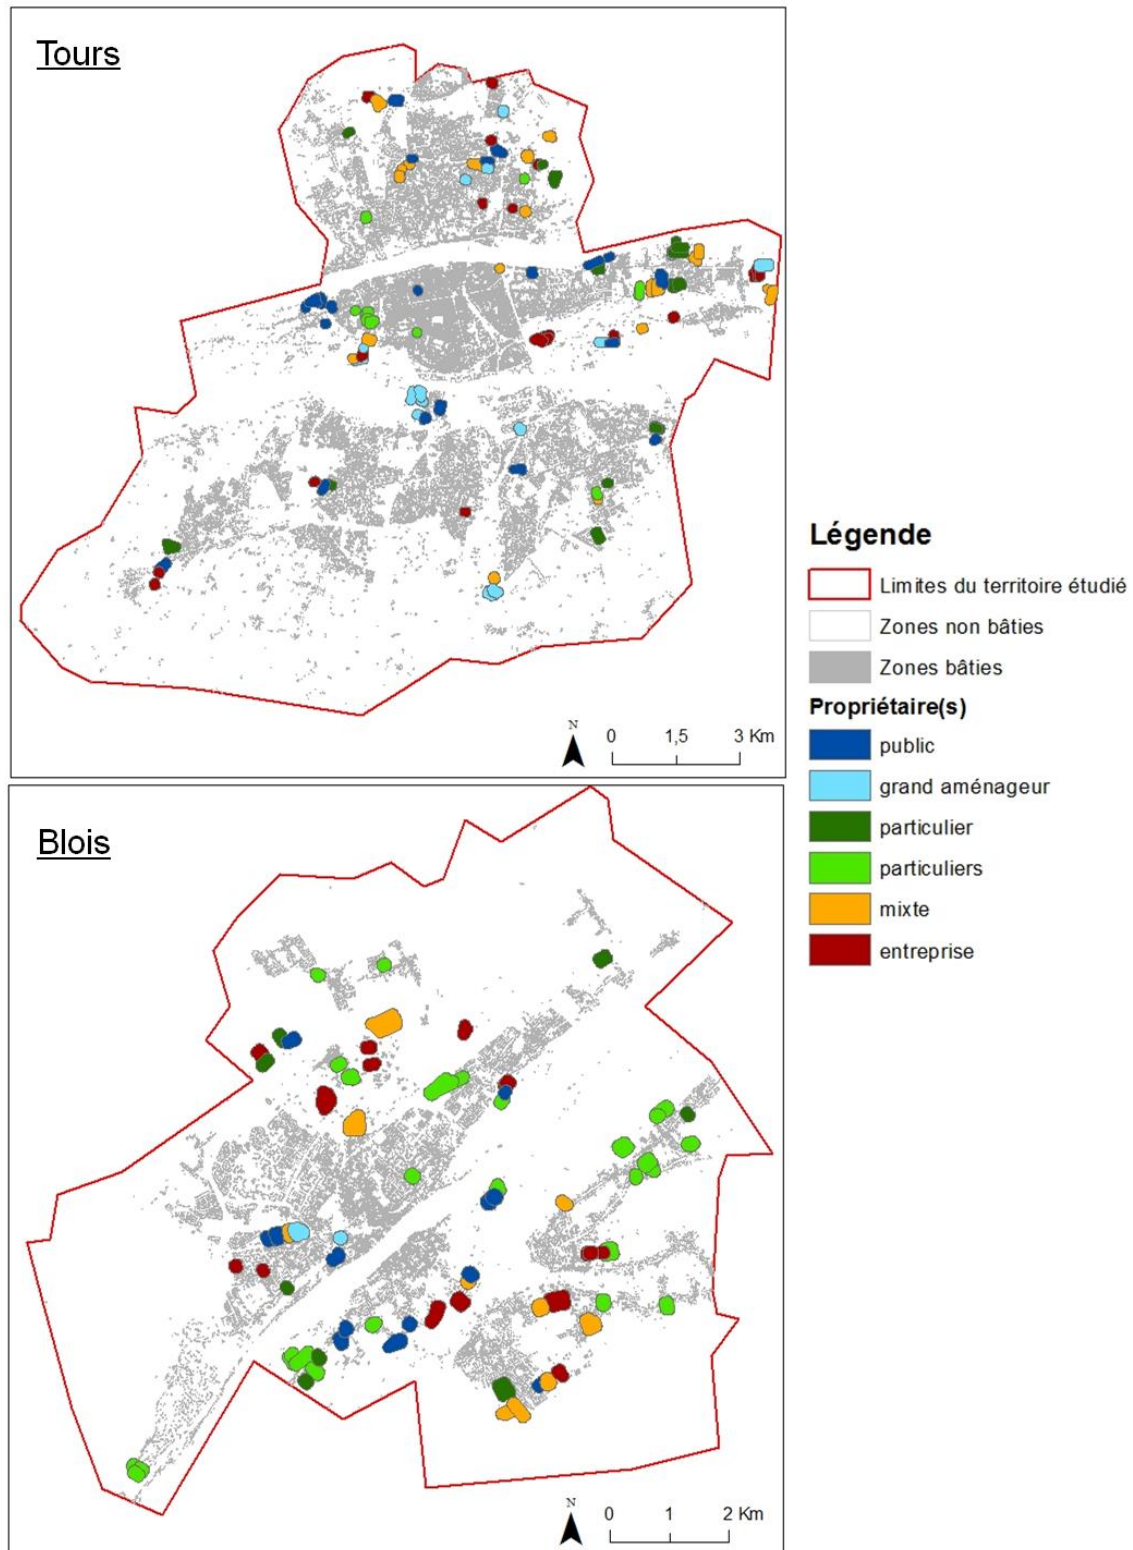 Tours
N
0 1,5 3 Km
Légende
Limites du territoire étudié
Zones non bâties
Zones bâties
Propriétaire(s)
public
grand aménageur
particulier
particuliers
mixte
entreprise
Blois
N
0 1 2 Km